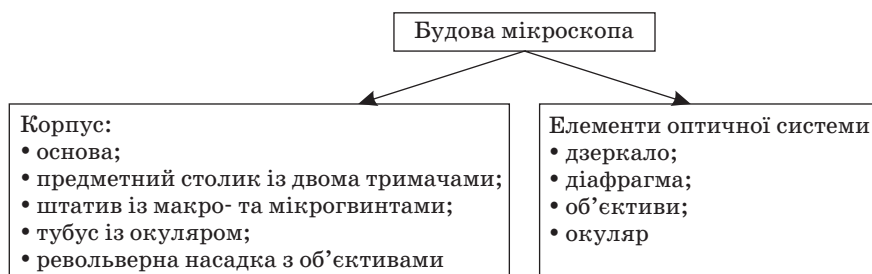 Будова мікроскопа
Корпус:
• основа;
• предметний столик із двома тримачами;
• штатив із макро- та мікрогвинтами;
• тубус із окуляром;
• револьверна насадка з об’єктивами
Елементи оптичної системи
• дзеркало;
• діафрагма;
• об’єктиви;
• окуляр